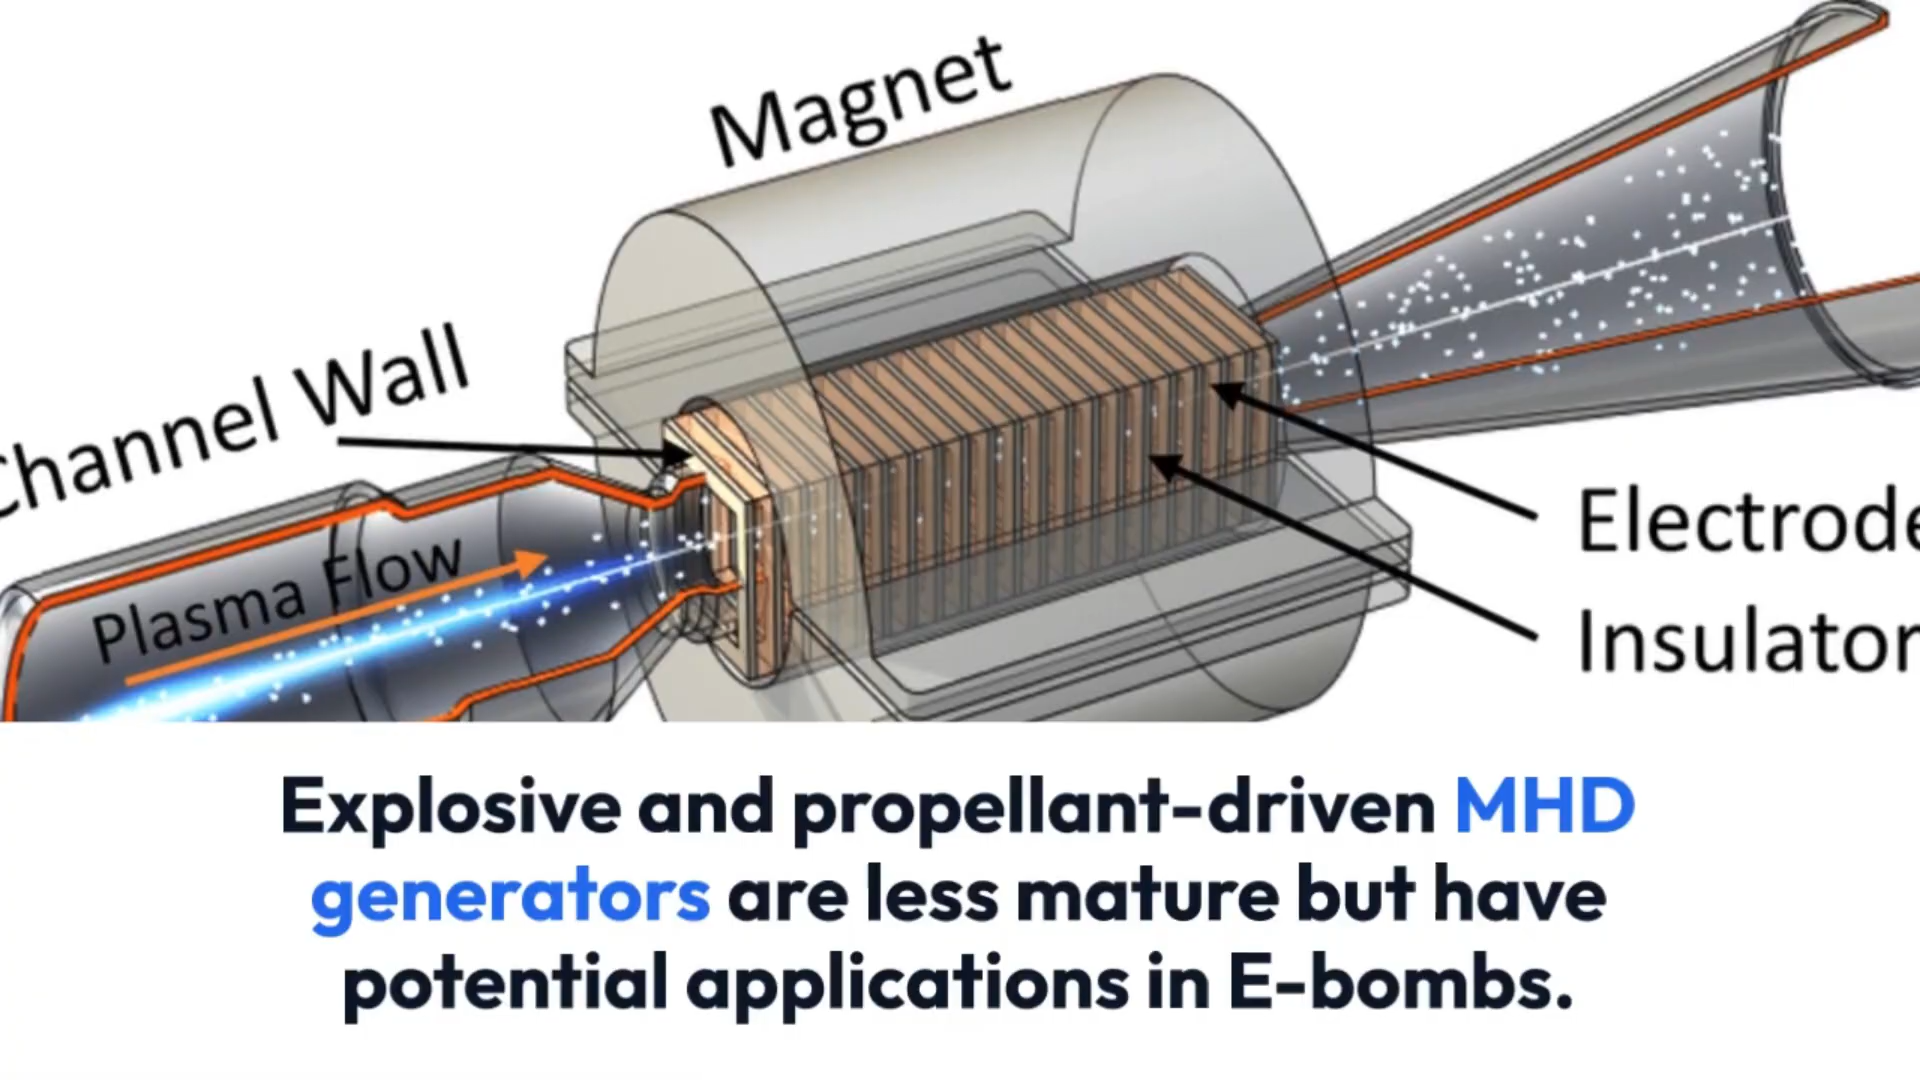 Magnet
Channel Wall
Plasma Flow
Electrode
Insulator
Explosive and propellant-driven MHD
generators are less mature but have
potential applications in E-bombs.